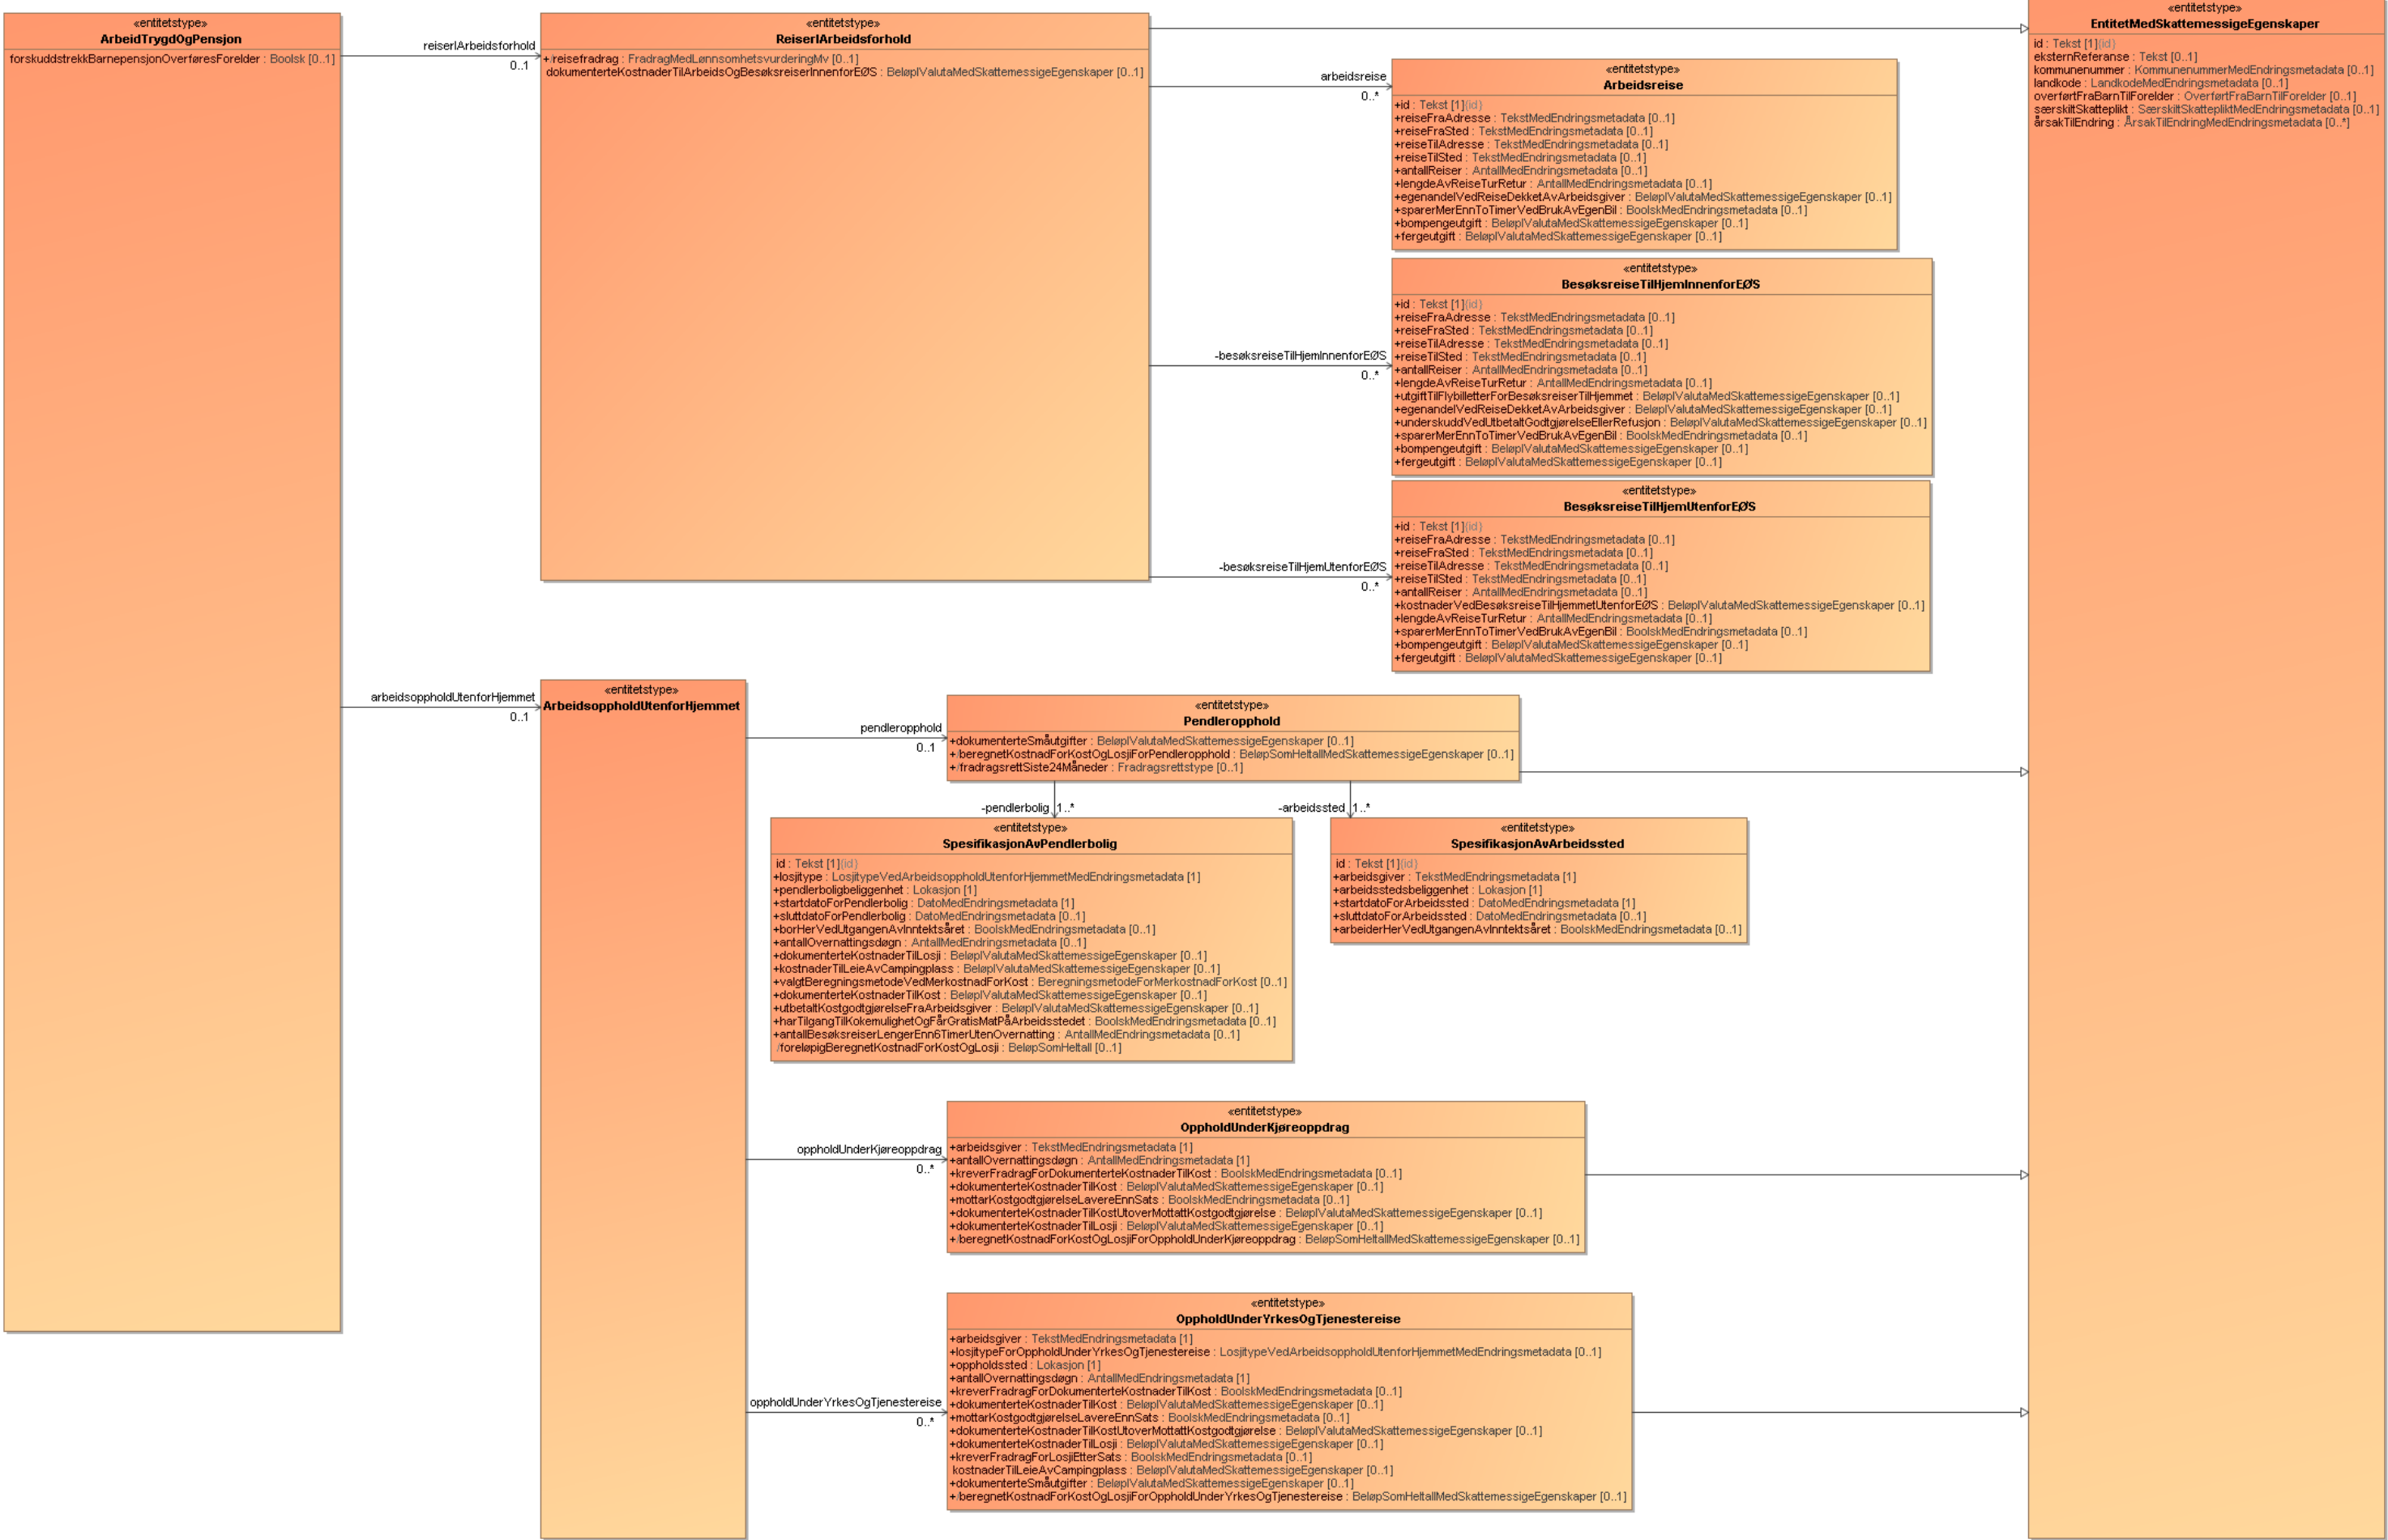 «entitetstype»
ArbeidTrygdOgPensjon
forskuddstrekkBarnepensjonOverføresForelder : Boolsk [0..1]
reiserIArbeidsforhold
0..1
«entitetstype»
ReiserIArbeidsforhold
+/reisefradrag : FradragMedLønnsomhetsvurderingMv [0..1]
dokumenterteKostnaderTilArbeidsOgBesøksreiserInnenforEØS : BeløpIValutaMedSkattemessigeEgenskaper [0..1]
arbeidsreise
0..*
«entitetstype»
Arbeidsreise
+id : Tekst [1]{id}
+reiseFraAdresse : TekstMedEndringsmetadata [0..1]
+reiseFraSted : TekstMedEndringsmetadata [0..1]
+reiseTilAdresse : TekstMedEndringsmetadata [0..1]
+reiseTilSted : TekstMedEndringsmetadata [0..1]
+antallReiser : AntallMedEndringsmetadata [0..1]
+lengdeAvReiseTurRetur : AntallMedEndringsmetadata [0..1]
+egenandelVedReiseDekketAvArbeidsgiver : BeløpIValutaMedSkattemessigeEgenskaper [0..1]
+sparerMerEnnToTimerVedBrukAvEgenBil : BoolskMedEndringsmetadata [0..1]
+bompengeutgift : BeløpIValutaMedSkattemessigeEgenskaper [0..1]
+fergeutgift : BeløpIValutaMedSkattemessigeEgenskaper [0..1]
-besøksreiseTilHjemInnenforEØS
0..*
«entitetstype»
BesøksreiseTilHjemInnenforEØS
+id : Tekst [1]{id}
+reiseFraAdresse : TekstMedEndringsmetadata [0..1]
+reiseFraSted : TekstMedEndringsmetadata [0..1]
+reiseTilAdresse : TekstMedEndringsmetadata [0..1]
+reiseTilSted : TekstMedEndringsmetadata [0..1]
+antallReiser : AntallMedEndringsmetadata [0..1]
+lengdeAvReiseTurRetur : AntallMedEndringsmetadata [0..1]
+utgiftTilFlybilletterForBesøksreiserTilHjemmet : BeløpIValutaMedSkattemessigeEgenskaper [0..1]
+egenandelVedReiseDekketAvArbeidsgiver : BeløpIValutaMedSkattemessigeEgenskaper [0..1]
+underskuddVedUtbetaltGodtgjørelseEllerRefusjon : BeløpIValutaMedSkattemessigeEgenskaper [0..1]
+sparerMerEnnToTimerVedBrukAvEgenBil : BoolskMedEndringsmetadata [0..1]
+bompengeutgift : BeløpIValutaMedSkattemessigeEgenskaper [0..1]
+fergeutgift : BeløpIValutaMedSkattemessigeEgenskaper [0..1]
-besøksreiseTilHjemUtenforEØS
0..*
«entitetstype»
BesøksreiseTilHjemUtenforEØS
+id : Tekst [1]{id}
+reiseFraAdresse : TekstMedEndringsmetadata [0..1]
+reiseFraSted : TekstMedEndringsmetadata [0..1]
+reiseTilAdresse : TekstMedEndringsmetadata [0..1]
+reiseTilSted : TekstMedEndringsmetadata [0..1]
+antallReiser : AntallMedEndringsmetadata [0..1]
+kostnaderVedBesøksreiseTilHjemmetUtenforEØS : BeløpIValutaMedSkattemessigeEgenskaper [0..1]
+lengdeAvReiseTurRetur : AntallMedEndringsmetadata [0..1]
+sparerMerEnnToTimerVedBrukAvEgenBil : BoolskMedEndringsmetadata [0..1]
+bompengeutgift : BeløpIValutaMedSkattemessigeEgenskaper [0..1]
+fergeutgift : BeløpIValutaMedSkattemessigeEgenskaper [0..1]
«entitetstype»
EntitetMedSkattemessigeEgenskaper
id : Tekst [1]{id}
eksternReferanse : Tekst [0..1]
kommunenummer : KommunenummerMedEndringsmetadata [0..1]
landkode : LandkodeMedEndringsmetadata [0..1]
overførtFraBarnTilForelder : OverførtFraBarnTilForelder [0..1]
særskiltSkatteplikt : SærskiltSkattepliktMedEndringsmetadata [0..1]
årsakTilEndring : ÅrsakTilEndringMedEndringsmetadata [0..*]
arbeidsoppholdUtenforHjemmet
0..1
«entitetstype»
ArbeidsoppholdUtenforHjemmet
pendleropphold
0..1
«entitetstype»
Pendleropphold
+dokumenterteSmåutgifter : BeløpIValutaMedSkattemessigeEgenskaper [0..1]
+/beregnetKostnadForKostOgLosjiForPendleropphold : BeløpSomHeltallMedSkattemessigeEgenskaper [0..1]
+/fradragsrettSiste24Måneder : Fradragsrettstype [0..1]
-pendlerbolig 1..*
-arbeidssted 1..*
«entitetstype»
SpesifikasjonAvPendlerbolig
id : Tekst [1]{id}
+losjitype : LosjitypeVedArbeidsoppholdUtenforHjemmetMedEndringsmetadata [1]
+pendlerboligbeliggenhet : Lokasjon [1]
+startdatoForPendlerbolig : DatoMedEndringsmetadata [1]
+sluttdatoForPendlerbolig : DatoMedEndringsmetadata [0..1]
+borHerVedUtgangenAvInntektsåret : BoolskMedEndringsmetadata [0..1]
+antallOvernattingsdøgn : AntallMedEndringsmetadata [0..1]
+dokumenterteKostnaderTilLosji : BeløpIValutaMedSkattemessigeEgenskaper [0..1]
+kostnaderTilLeieAvCampingplass : BeløpIValutaMedSkattemessigeEgenskaper [0..1]
+valgtBeregningsmetodeVedMerkostnadForKost : BeregningsmetodeForMerkostnadForKost [0..1]
+dokumenterteKostnaderTilKost : BeløpIValutaMedSkattemessigeEgenskaper [0..1]
+utbetaltKostgodtgjørelseFraArbeidsgiver : BeløpIValutaMedSkattemessigeEgenskaper [0..1]
+harTilgangTilKokemulighetOgFårGratisMatPåArbeidsstedet : BoolskMedEndringsmetadata [0..1]
+antallBesøksreiserLengerEnn6TimerUtenOvernatting : AntallMedEndringsmetadata [0..1]
/foreløpigBeregnetKostnadForKostOgLosji : BeløpSomHeltall [0..1]
«entitetstype»
SpesifikasjonAvArbeidssted
id : Tekst [1]{id}
+arbeidsgiver : TekstMedEndringsmetadata [1]
+arbeidsstedsbeliggenhet : Lokasjon [1]
+startdatoForArbeidssted : DatoMedEndringsmetadata [1]
+sluttdatoForArbeidssted : DatoMedEndringsmetadata [0..1]
+arbeiderHerVedUtgangenAvInntektsåret : BoolskMedEndringsmetadata [0..1]
oppholdUnderKjøreoppdrag
0..*
«entitetstype»
OppholdUnderKjøreoppdrag
+arbeidsgiver : TekstMedEndringsmetadata [1]
+antallOvernattingsdøgn : AntallMedEndringsmetadata [1]
+kreverFradragForDokumenterteKostnaderTilKost : BoolskMedEndringsmetadata [0..1]
+dokumenterteKostnaderTilKost : BeløpIValutaMedSkattemessigeEgenskaper [0..1]
+mottarKostgodtgjørelseLavereEnnSats : BoolskMedEndringsmetadata [0..1]
+dokumenterteKostnaderTilKostUtoverMottattKostgodtgjørelse : BeløpIValutaMedSkattemessigeEgenskaper [0..1]
+dokumenterteKostnaderTilLosji : BeløpIValutaMedSkattemessigeEgenskaper [0..1]
+/beregnetKostnadForKostOgLosjiForOppholdUnderKjøreoppdrag : BeløpSomHeltallMedSkattemessigeEgenskaper [0..1]
oppholdUnderYrkesOgTjenestereise
0..*
«entitetstype»
OppholdUnderYrkesOgTjenestereise
+arbeidsgiver : TekstMedEndringsmetadata [1]
+losjitypeForOppholdUnderYrkesOgTjenestereise : LosjitypeVedArbeidsoppholdUtenforHjemmetMedEndringsmetadata [0..1]
+oppholdssted : Lokasjon [1]
+antallOvernattingsdøgn : AntallMedEndringsmetadata [1]
+kreverFradragForDokumenterteKostnaderTilKost : BoolskMedEndringsmetadata [0..1]
+dokumenterteKostnaderTilKost : BeløpIValutaMedSkattemessigeEgenskaper [0..1]
+mottarKostgodtgjørelseLavereEnnSats : BoolskMedEndringsmetadata [0..1]
+dokumenterteKostnaderTilKostUtoverMottattKostgodtgjørelse : BeløpIValutaMedSkattemessigeEgenskaper [0..1]
+dokumenterteKostnaderTilLosji : BeløpIValutaMedSkattemessigeEgenskaper [0..1]
+kreverFradragForLosjiEtterSats : BoolskMedEndringsmetadata [0..1]
kostnaderTilLeieAvCampingplass : BeløpIValutaMedSkattemessigeEgenskaper [0..1]
+dokumenterteSmåutgifter : BeløpIValutaMedSkattemessigeEgenskaper [0..1]
+/beregnetKostnadForKostOgLosjiForOppholdUnderYrkesOgTjenestereise : BeløpSomHeltallMedSkattemessigeEgenskaper [0..1]